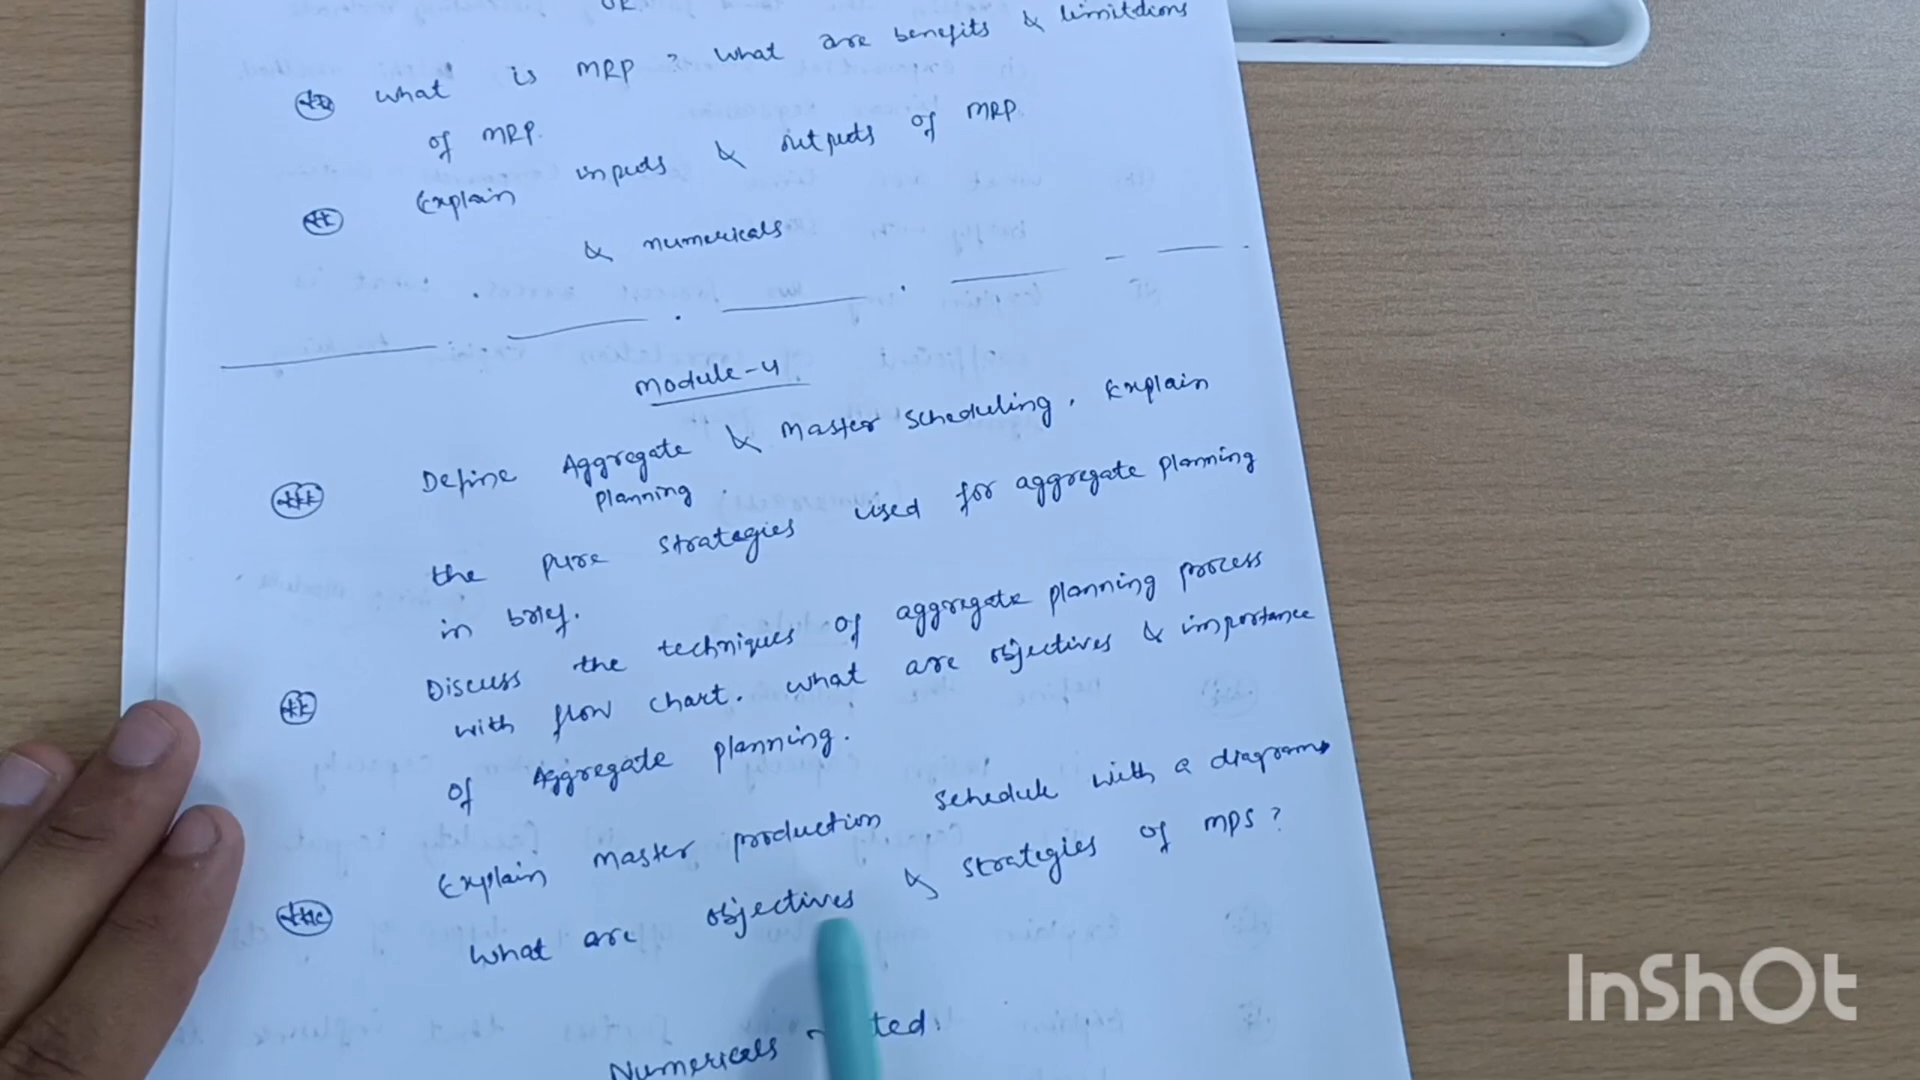 OR
What is MRP? What are benefits & limitations
of MRP.
Explain inputs & outputs of MRP
& numericals
Module-4
Define Aggregate & Master scheduling. Explain
planning.
the pure strategies used for aggregate planning
in brief.
Discuss the techniques of aggregate planning process
with flow chart. What are objectives & importance
of Aggregate planning.
Explain master production schedule with a diagram
What are objectives & strategies of MPS?
Numericals
InShOt